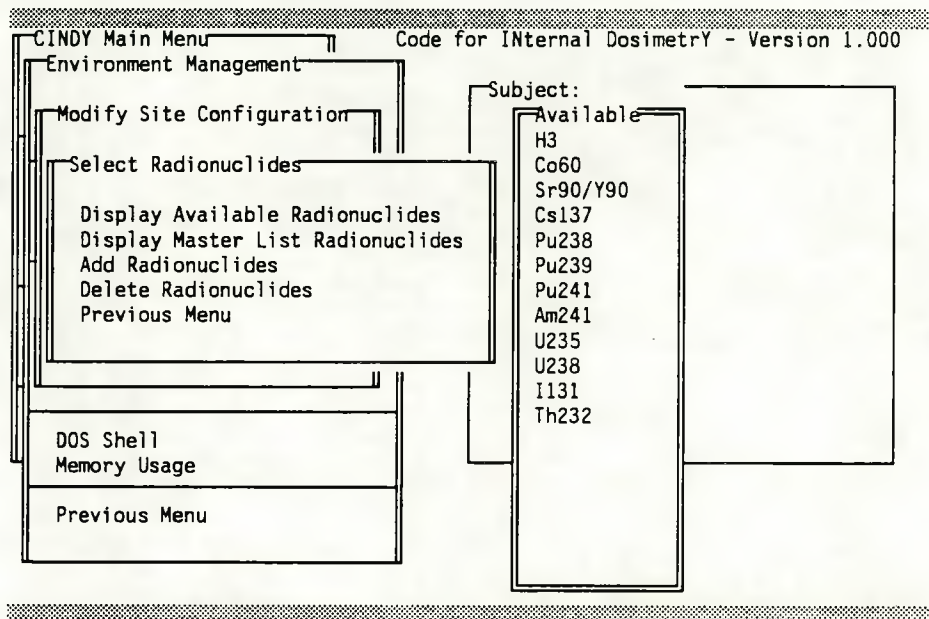 CINDY Main Menu
Code for INternal DosimetrY - Version 1.000
Environment Management
Modify Site Configuration
Select Radionuclides
Display Available Radionuclides
Display Master List Radionuclides
Add Radionuclides
Delete Radionuclides
Previous Menu
DOS Shell
Memory Usage
Previous Menu
Subject:
Available
H3
Co60
Sr90/Y90
Cs137
Pu238
Pu239
Pu241
Am241
U235
U238
I131
Th232